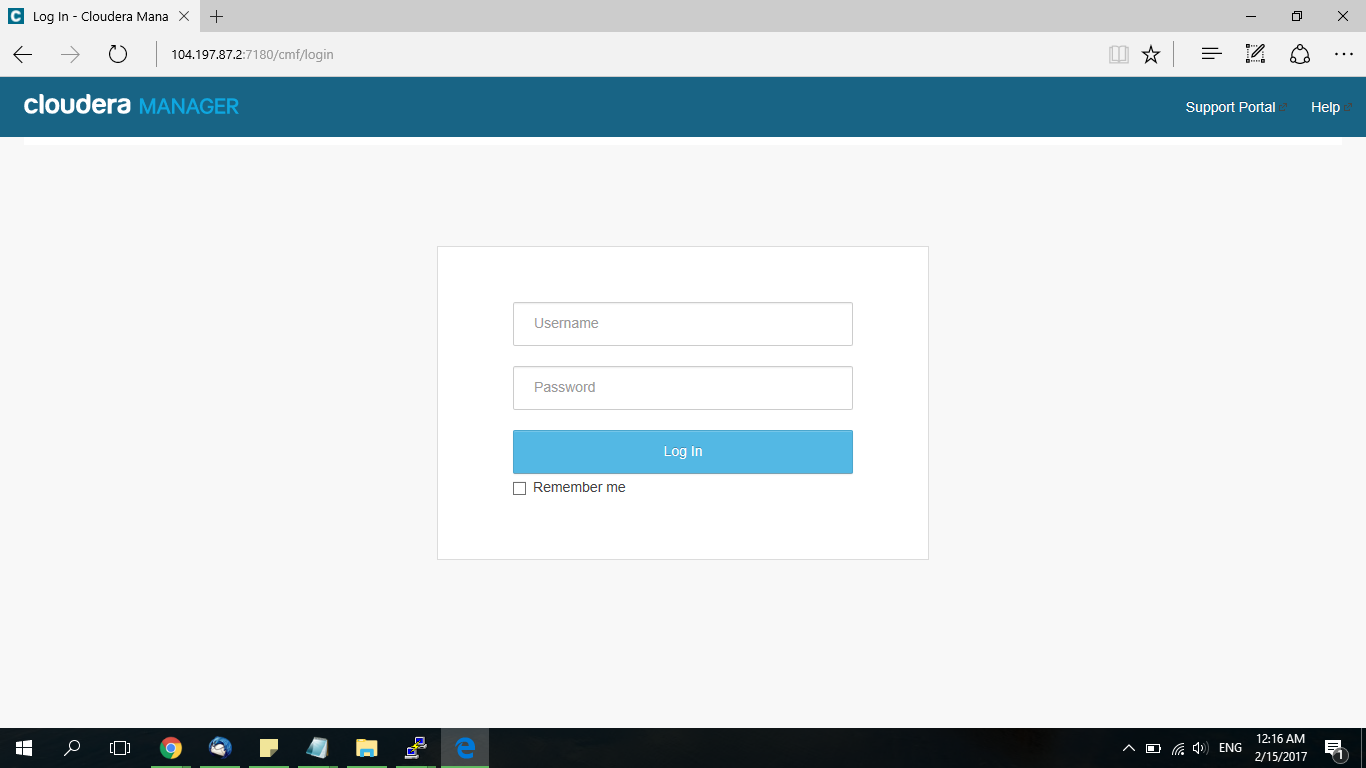 Log In - Cloudera Mana
104.197.87.2:7180/cmf/login
cloudera MANAGER
Support Portal
Help
Username
Password
Log In
Remember me
ENG
12:16 AM
2/15/2017
1